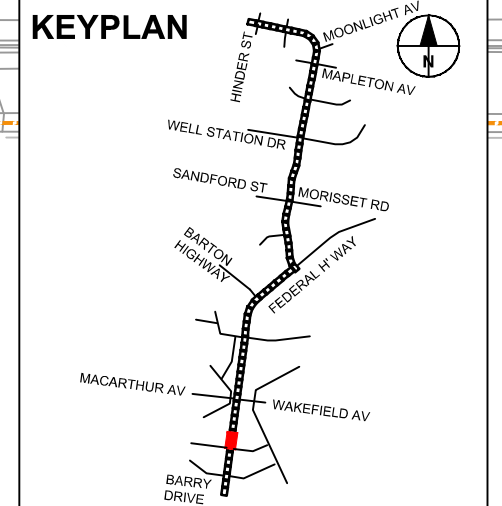 KEYPLAN
MOONLIGHT AV
HINDER ST
N
MAPLETON AV
WELL STATION DR
SANDFORD ST
MORISSET RD
BARTON
HIGHWAY
FEDERAL H' WAY
MACARTHUR AV
WAKEFIELD AV
BARRY
DRIVE